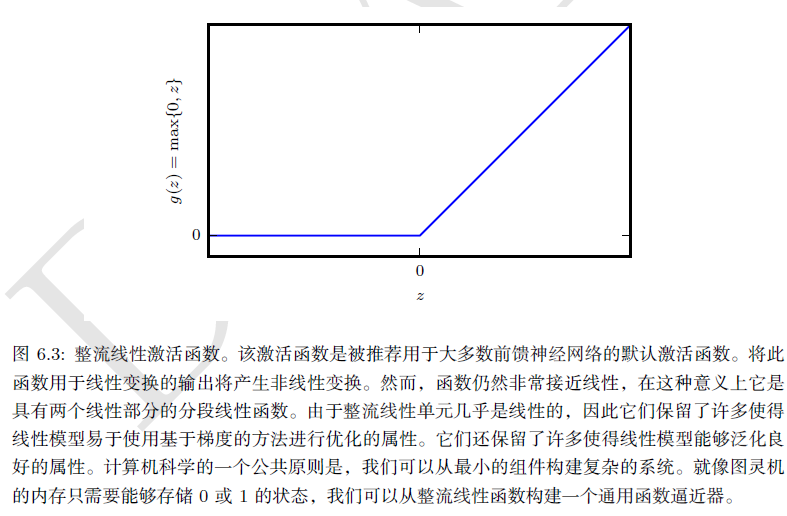 g(z) = max{0, z}
0
0
z
图 6.3: 整流线性激活函数。该激活函数是被推荐用于大多数前馈神经网络的默认激活函数。将此
函数用于线性变换的输出将产生非线性变换。然而，函数仍然非常接近线性，在这种意义上它是
具有两个线性部分的分段线性函数。由于整流线性单元几乎是线性的，因此它们保留了许多使得
线性模型易于使用基于梯度的方法进行优化的属性。它们还保留了许多使得线性模型能够泛化良
好的属性。计算机科学的一个公共原则是，我们可以从最小的组件构建复杂的系统。就像图灵机
的内存只需要能够存储 0 或 1 的状态，我们可以从整流线性函数构建一个通用函数逼近器。